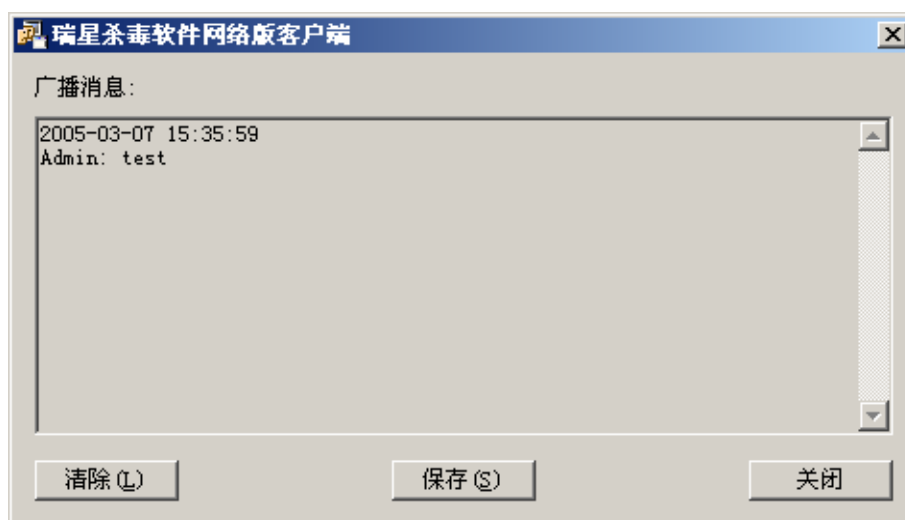 瑞星杀毒软件网络版客户端
广播消息:
2005-03-07 15:35:59
Admin: test
清除(L)
保存(S)
关闭